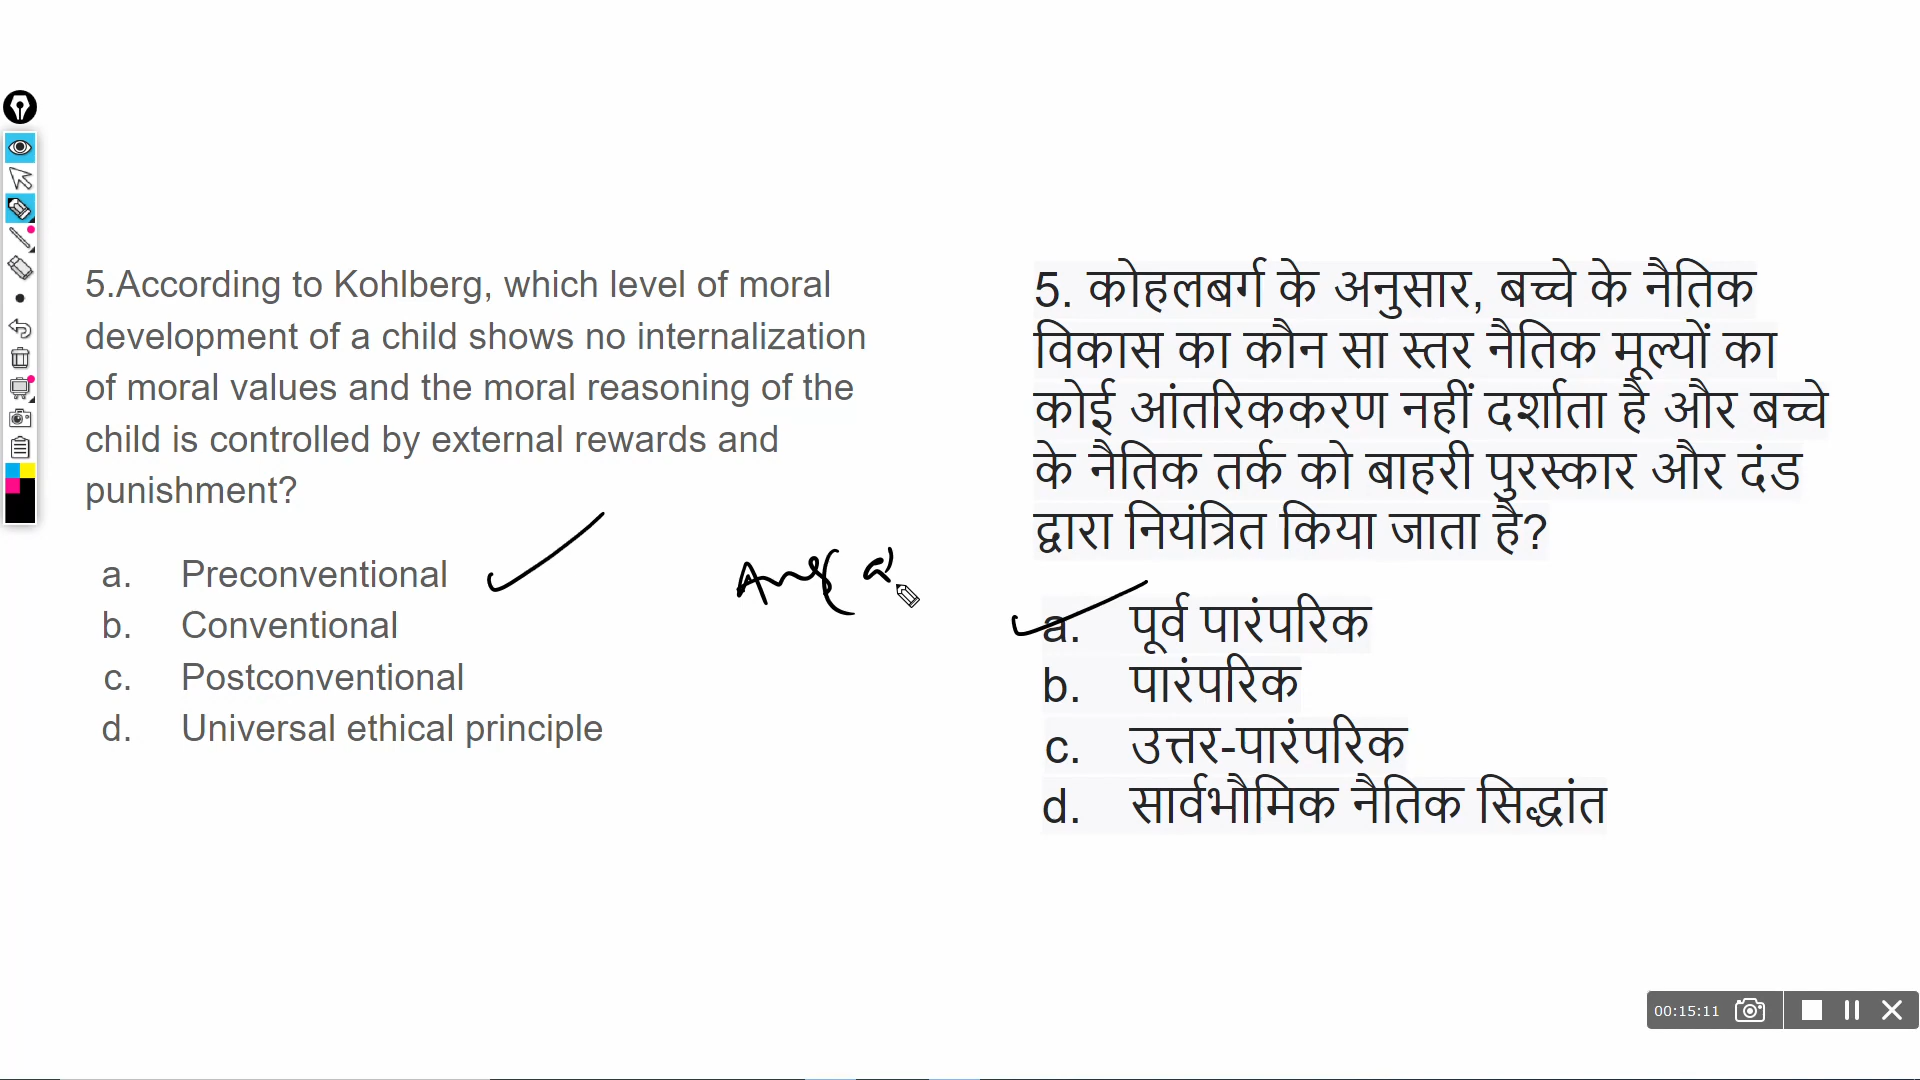 5.According to Kohlberg, which level of moral
development of a child shows no internalization
of moral values and the moral reasoning of the
child is controlled by external rewards and
punishment?
a. Preconventional
b. Conventional
c. Postconventional
d. Universal ethical principle
Ans(a)
5. कोहलबर्ग के अनुसार, बच्चे के नैतिक
विकास का कौन सा स्तर नैतिक मूल्यों का
कोई आंतरिककरण नहीं दर्शाता है और बच्चे
के नैतिक तर्क को बाहरी पुरस्कार और दंड
द्वारा नियंत्रित किया जाता है?
a. पूर्व पारंपरिक
b. पारंपरिक
c. उत्तर-पारंपरिक
d. सार्वभौमिक नैतिक सिद्धांत
00:15:11